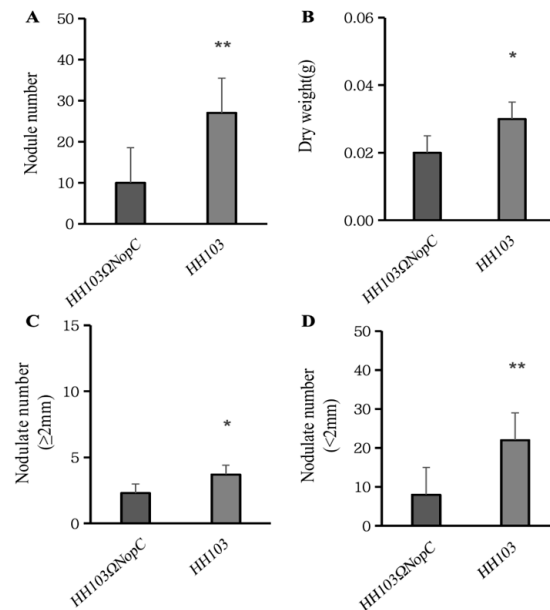 A
50
40
30
20
10
0
Nodule number
**
HH103ΩNopC
HH103
B
0.06
0.04
0.02
0.00
Dry weight(g)
*
HH103ΩNopC
HH103
C
15
10
5
0
Nodulate number
(≥2mm)
*
HH103ΩNopC
HH103
D
50
40
30
20
10
0
Nodulate number
(<2mm)
**
HH103ΩNopC
HH103